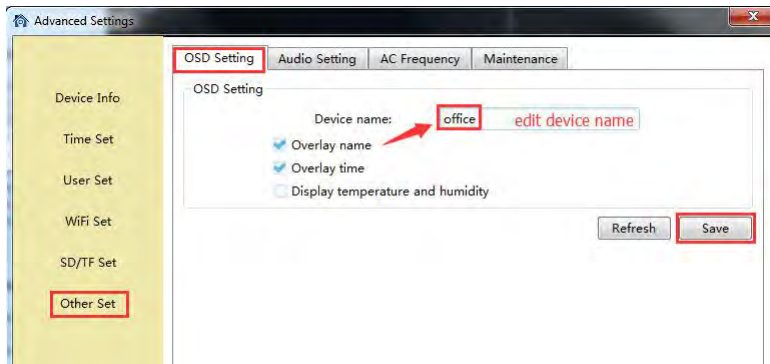 Advanced Settings
OSD Setting
Audio Setting
AC Frequency
Maintenance
Device Info
Time Set
User Set
WiFi Set
SD/TF Set
Other Set
OSD Setting
Device name: office edit device name
Overlay name
Overlay time
Display temperature and humidity
Refresh
Save